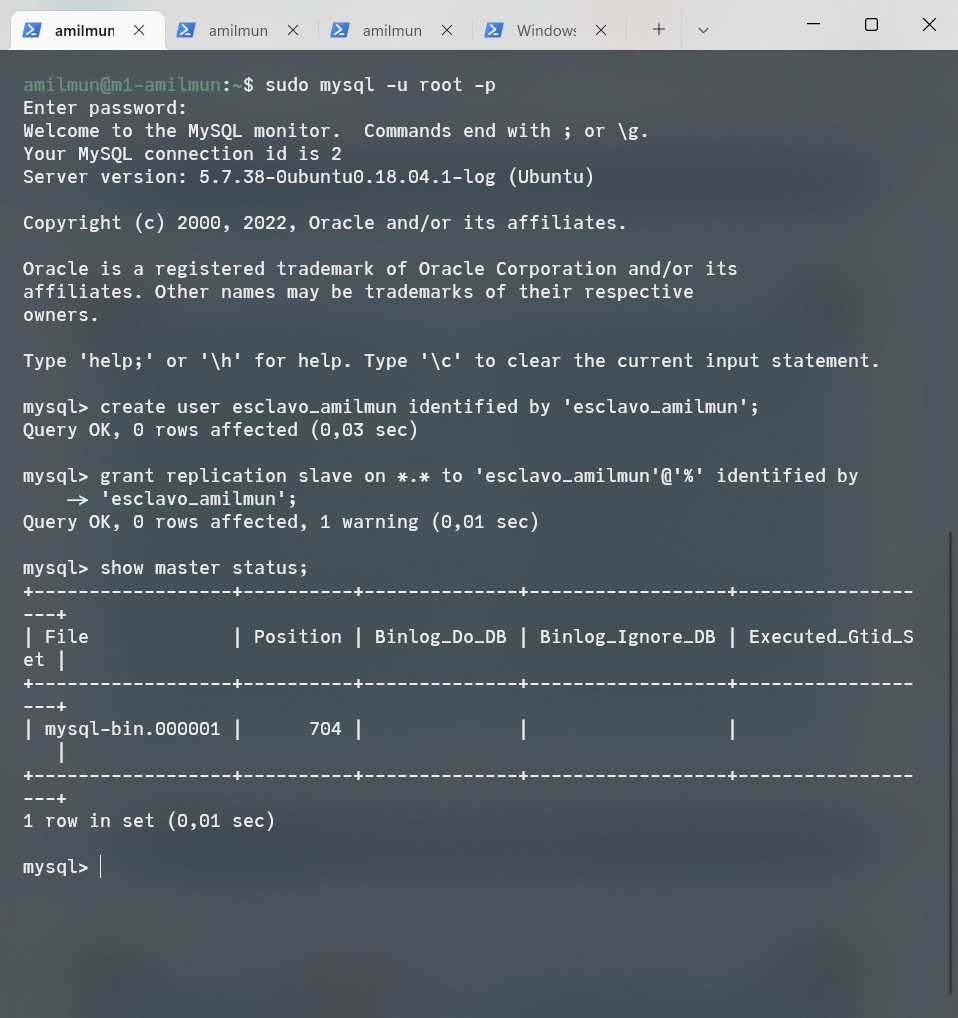 amilmun
amilmun
amilmun
Windows
amilmun@m1-amilmun:~$ sudo mysql -u root -p
Enter password:
Welcome to the MySQL monitor.  Commands end with ; or \g.
Your MySQL connection id is 2
Server version: 5.7.38-0ubuntu0.18.04.1-log (Ubuntu)
Copyright (c) 2000, 2022, Oracle and/or its affiliates.
Oracle is a registered trademark of Oracle Corporation and/or its
affiliates. Other names may be trademarks of their respective
owners.
Type 'help;' or '\h' for help. Type '\c' to clear the current input statement.
mysql> create user esclavo_amilmun identified by 'esclavo_amilmun';
Query OK, 0 rows affected (0,03 sec)
mysql> grant replication slave on *.* to 'esclavo_amilmun'@'%' identified by
    -> 'esclavo_amilmun';
Query OK, 0 rows affected, 1 warning (0,01 sec)
mysql> show master status;
+------------------+----------+--------------+------------------+----------------
---+
| File             | Position | Binlog_Do_DB | Binlog_Ignore_DB | Executed_Gtid_S
et |
+------------------+----------+--------------+------------------+----------------
---+
| mysql-bin.000001 |      704 |              |                  |
   |
+------------------+----------+--------------+------------------+----------------
---+
1 row in set (0,01 sec)
mysql>